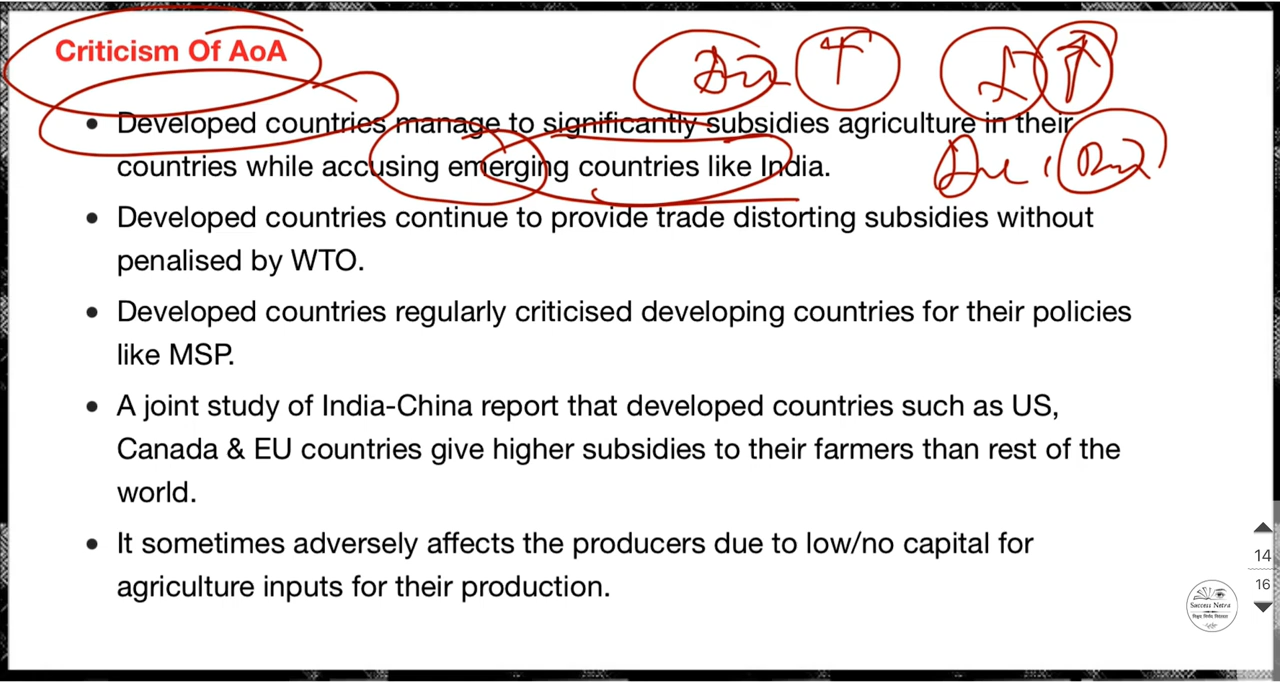 Criticism Of AoA
• Developed countries manage to significantly subsidies agriculture in their
countries while accusing emerging countries like India.
• Developed countries continue to provide trade distorting subsidies without
penalised by WTO.
• Developed countries regularly criticised developing countries for their policies
like MSP.
• A joint study of India-China report that developed countries such as US,
Canada & EU countries give higher subsidies to their farmers than rest of the
world.
• It sometimes adversely affects the producers due to low/no capital for
agriculture inputs for their production.
14
16
Success Netra